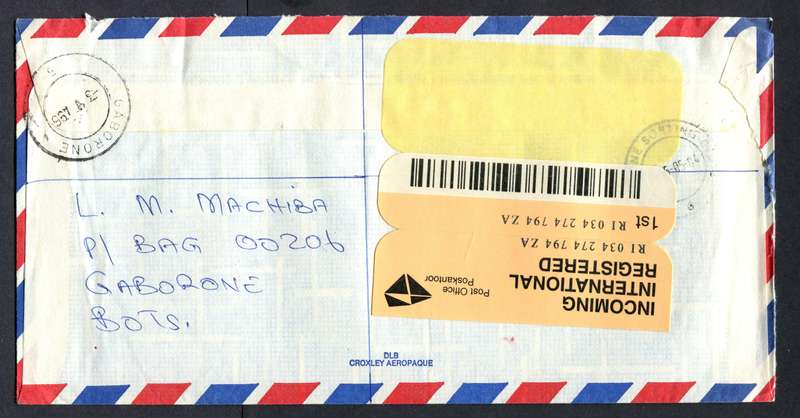 GABORONE
L. M. MACHIBA
P/ BAG 00206
GABORONE
BOTS.
1st RI 034 274 794 ZA
RI 034 274 794 ZA
INCOMING
INTERNATIONAL
REGISTERED
Post Office
Poskantoor
DLB
CROXLEY AEROPAQUE